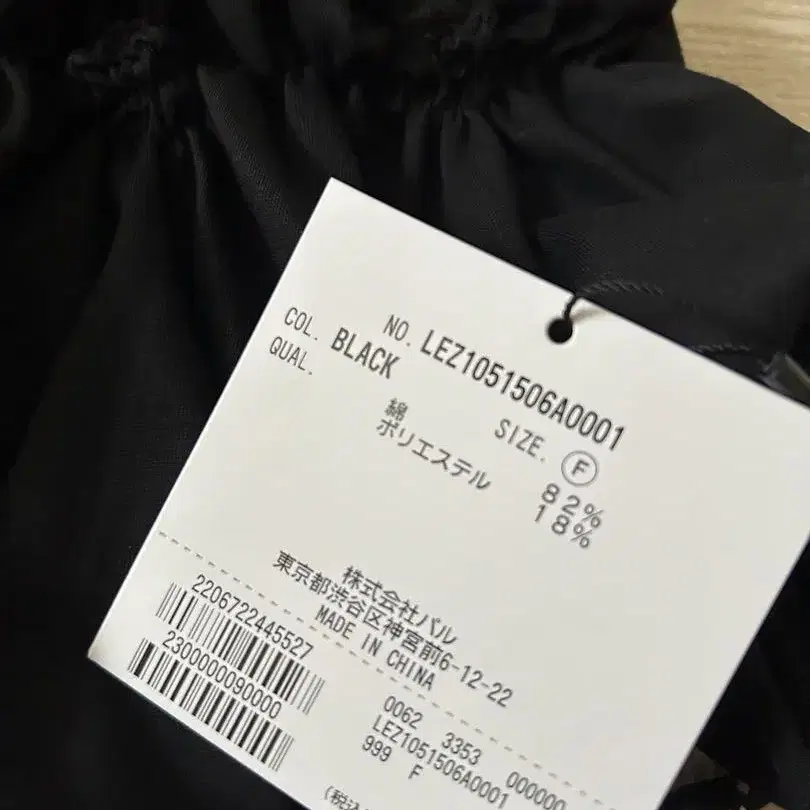 NO. LEZ1051506A0001
COL. BLACK SIZE. F
QUAL.
綿 82%
ポリエステル 18%
株式会社パル
東京都渋谷区神宮前6-12-22
MADE IN CHINA
2206722445527
2300000090000
0062 3353 000000
LEZ1051506A0001
999 F
(税込